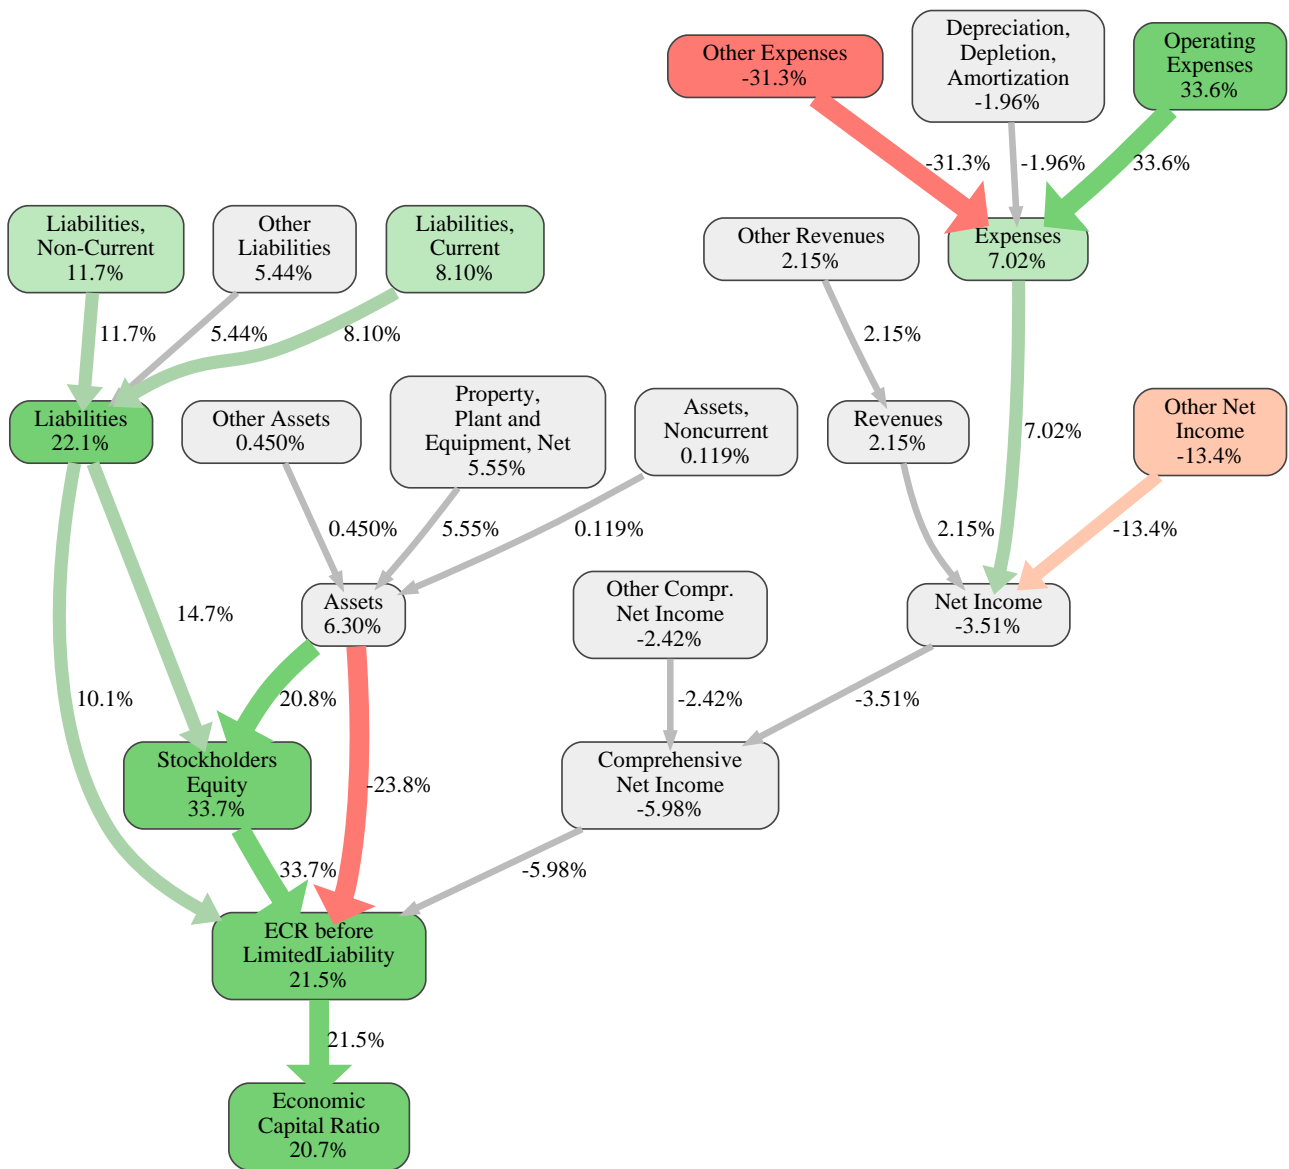 Other Expenses
-31.3%
Depreciation,
Depletion,
Amortization
-1.96%
Operating
Expenses
33.6%
-31.3%
-1.96%
33.6%
Liabilities,
Non-Current
11.7%
Other
Liabilities
5.44%
Liabilities,
Current
8.10%
Other Revenues
2.15%
Expenses
7.02%
11.7%
5.44%
8.10%
2.15%
Liabilities
22.1%
Other Assets
0.450%
Property,
Plant and
Equipment, Net
5.55%
Assets,
Noncurrent
0.119%
Revenues
2.15%
7.02%
Other Net
Income
-13.4%
0.450%
5.55%
0.119%
2.15%
-13.4%
14.7%
Assets
6.30%
Other Compr.
Net Income
-2.42%
Net Income
-3.51%
10.1%
20.8%
-2.42%
-3.51%
Stockholders
Equity
33.7%
-23.8%
Comprehensive
Net Income
-5.98%
33.7%
-5.98%
ECR before
LimitedLiability
21.5%
21.5%
Economic
Capital Ratio
20.7%